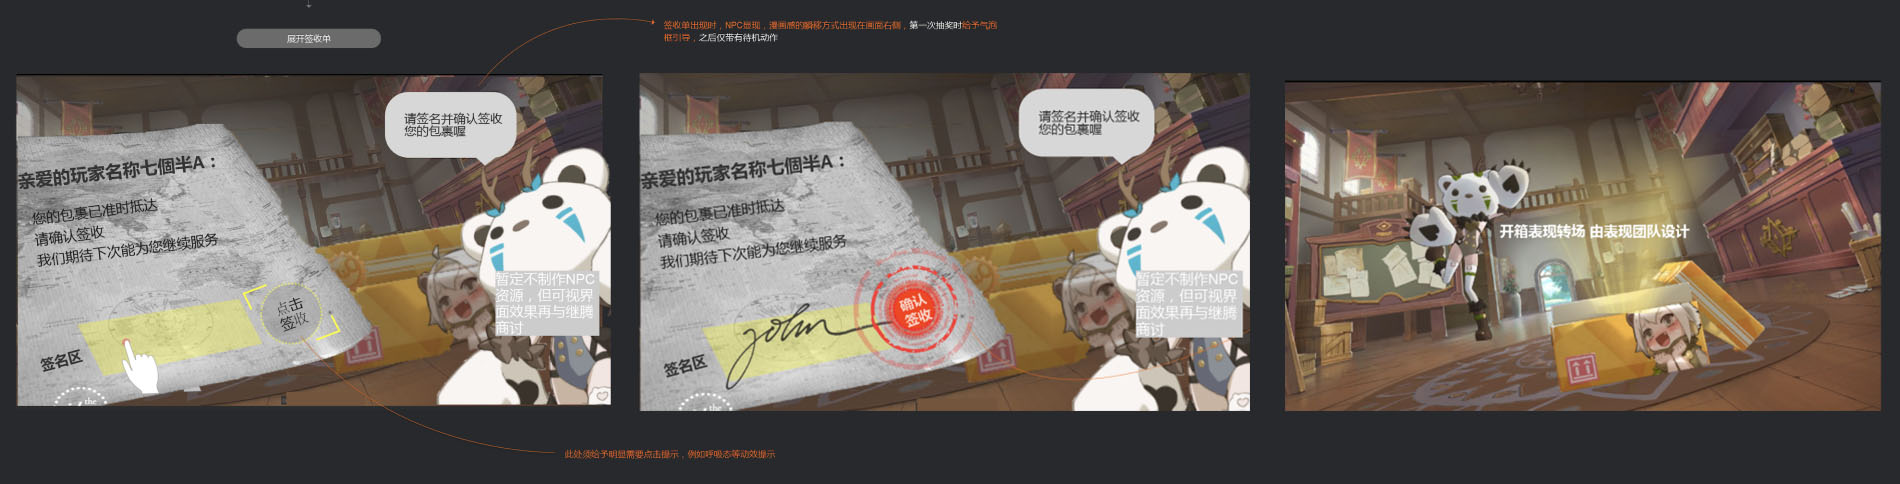 展开签收单
签收单出现时，NPC显现，漫画感的瞬移方式出现在画面右侧，第一次抽奖时给予气泡
框引导，之后仅带有待机动作
请签名并确认签收
您的包裹喔
亲爱的玩家名称七個半A：
您的包裹已准时抵达
请确认签收
我们期待下次能为您继续服务
点击
签收
签名区
the
暂定不制作NPC
资源，但可视界
面效果再与继腾
商讨
请签名并确认签收
您的包裹喔
亲爱的玩家名称七個半A：
您的包裹已准时抵达
请确认签收
我们期待下次能为您继续服务
确认
签收
john
签名区
the
暂定不制作NPC
资源，但可视界
面效果再与继腾
商讨
开箱表现转场 由表现团队设计
此处须给予明显需要点击提示，例如呼吸态等动效提示